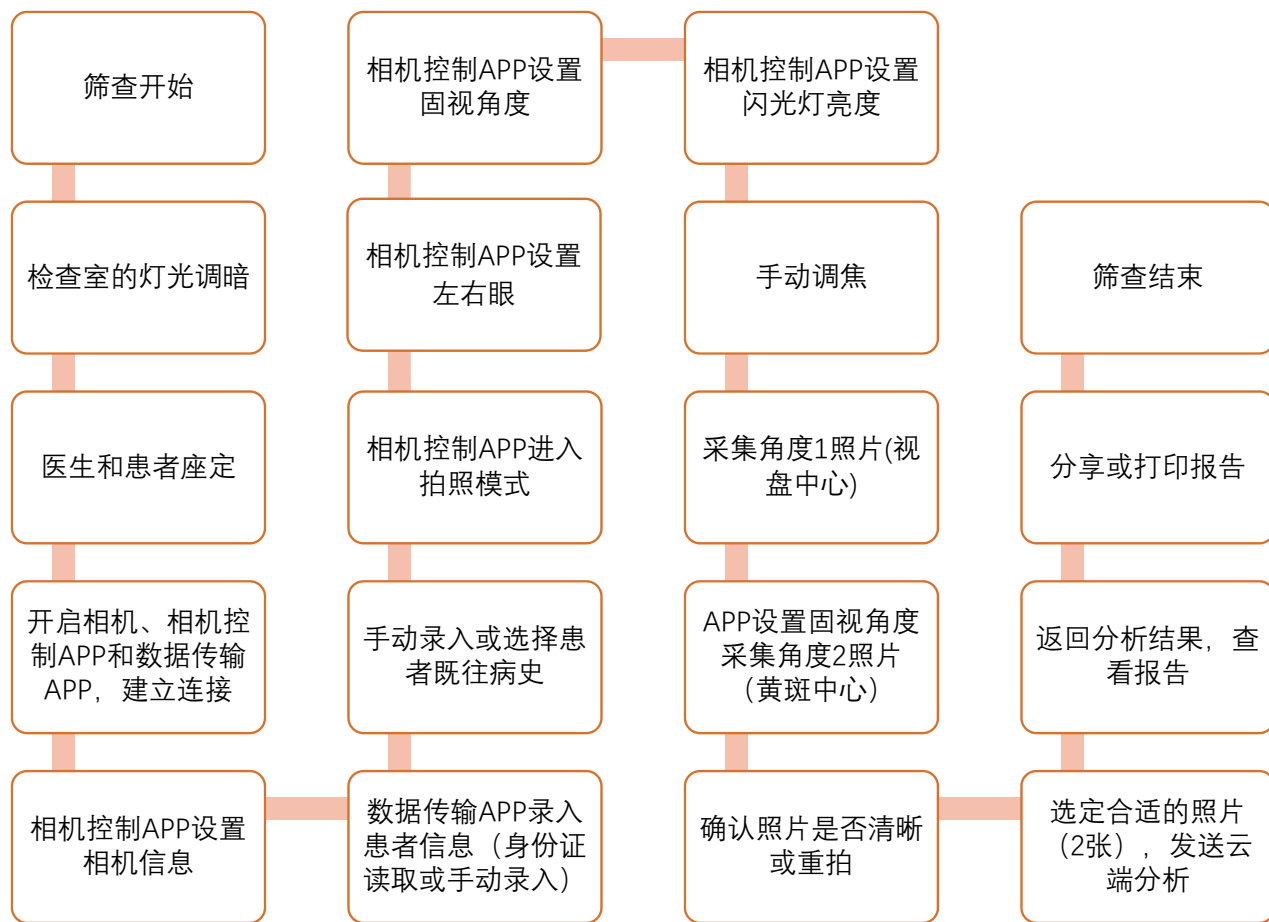 筛查开始
检查室的灯光调暗
医生和患者座定
开启相机、相机控
制APP和数据传输
APP，建立连接
相机控制APP设置
相机信息
数据传输APP录入
患者信息（身份证
读取或手动录入）
手动录入或选择患
者既往病史
相机控制APP进入
拍照模式
相机控制APP设置
左右眼
相机控制APP设置
固视角度
相机控制APP设置
闪光灯亮度
手动调焦
采集角度1照片(视
盘中心)
APP设置固视角度
采集角度2照片
（黄斑中心）
确认照片是否清晰
或重拍
选定合适的照片
（2张），发送云
端分析
返回分析结果，查
看报告
分享或打印报告
筛查结束